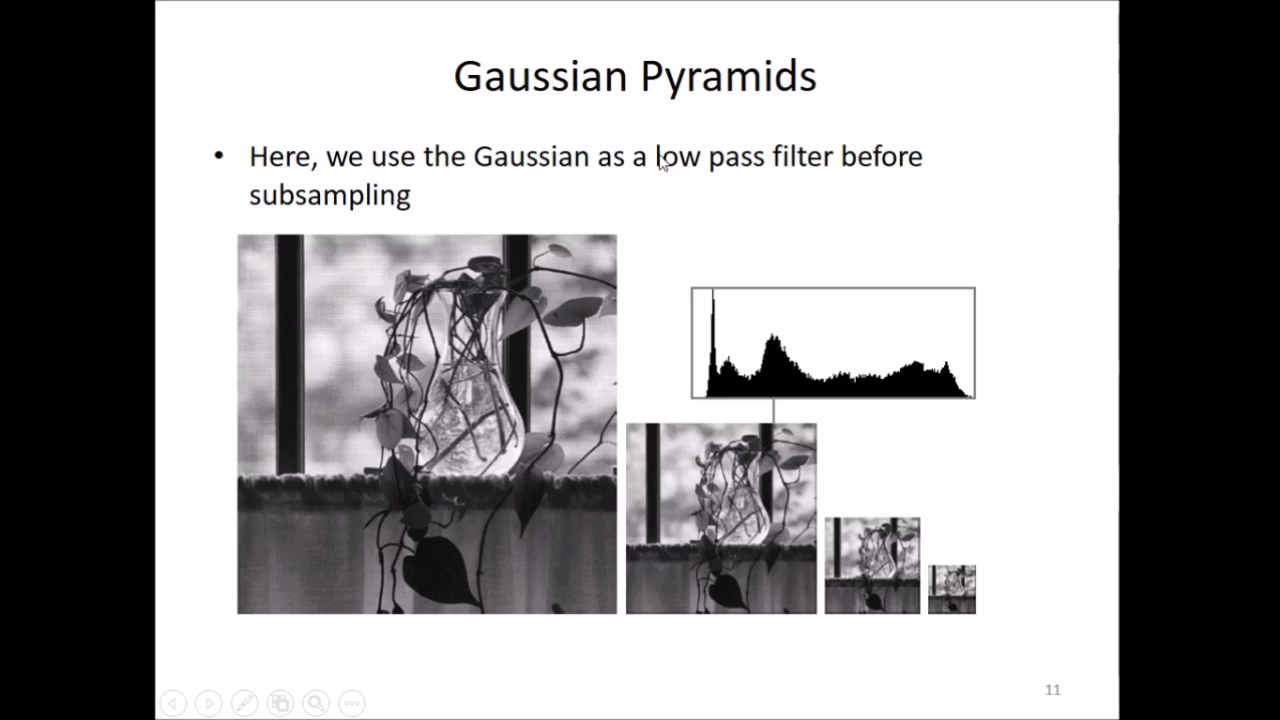 Gaussian Pyramids
• Here, we use the Gaussian as a low pass filter before
subsampling
11